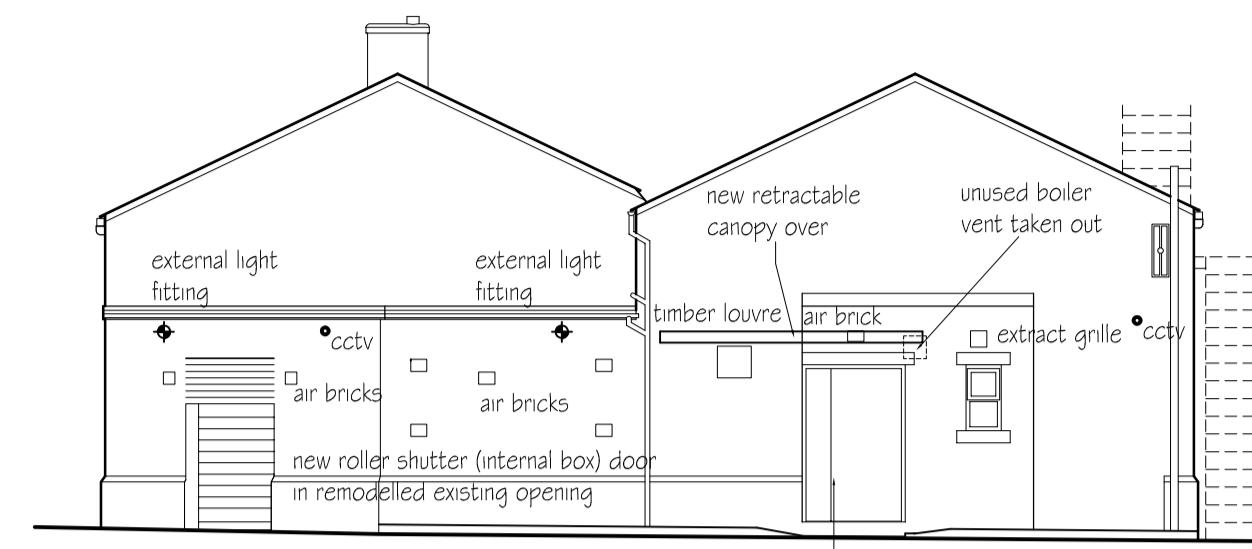 new retractable
canopy over
unused boiler
vent taken out
external light
fitting
external light
fitting
timber louvre
air brick
cctv
extract grille
cctv
air bricks
air bricks
new roller shutter (internal box) door
in remodelled existing opening